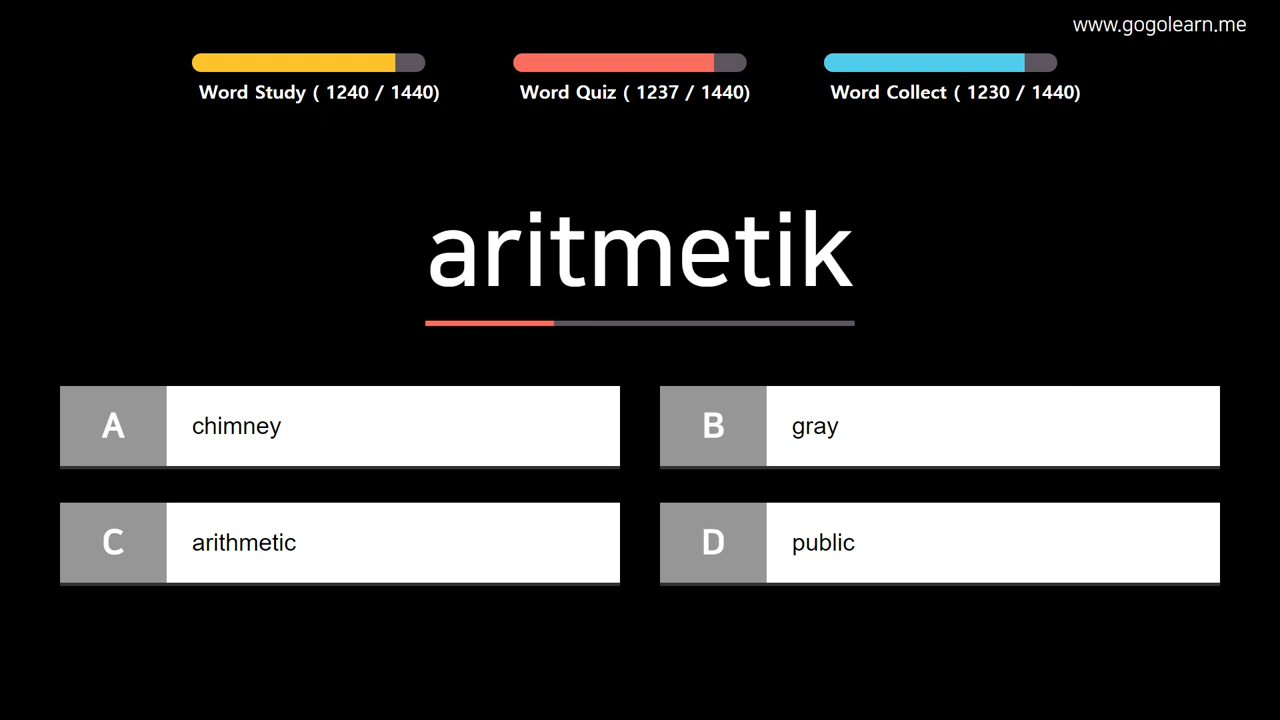 www.gogolearn.me
Word Study ( 1240 / 1440)
Word Quiz ( 1237 / 1440)
Word Collect ( 1230 / 1440)
aritmetik
A chimney
B gray
C arithmetic
D public